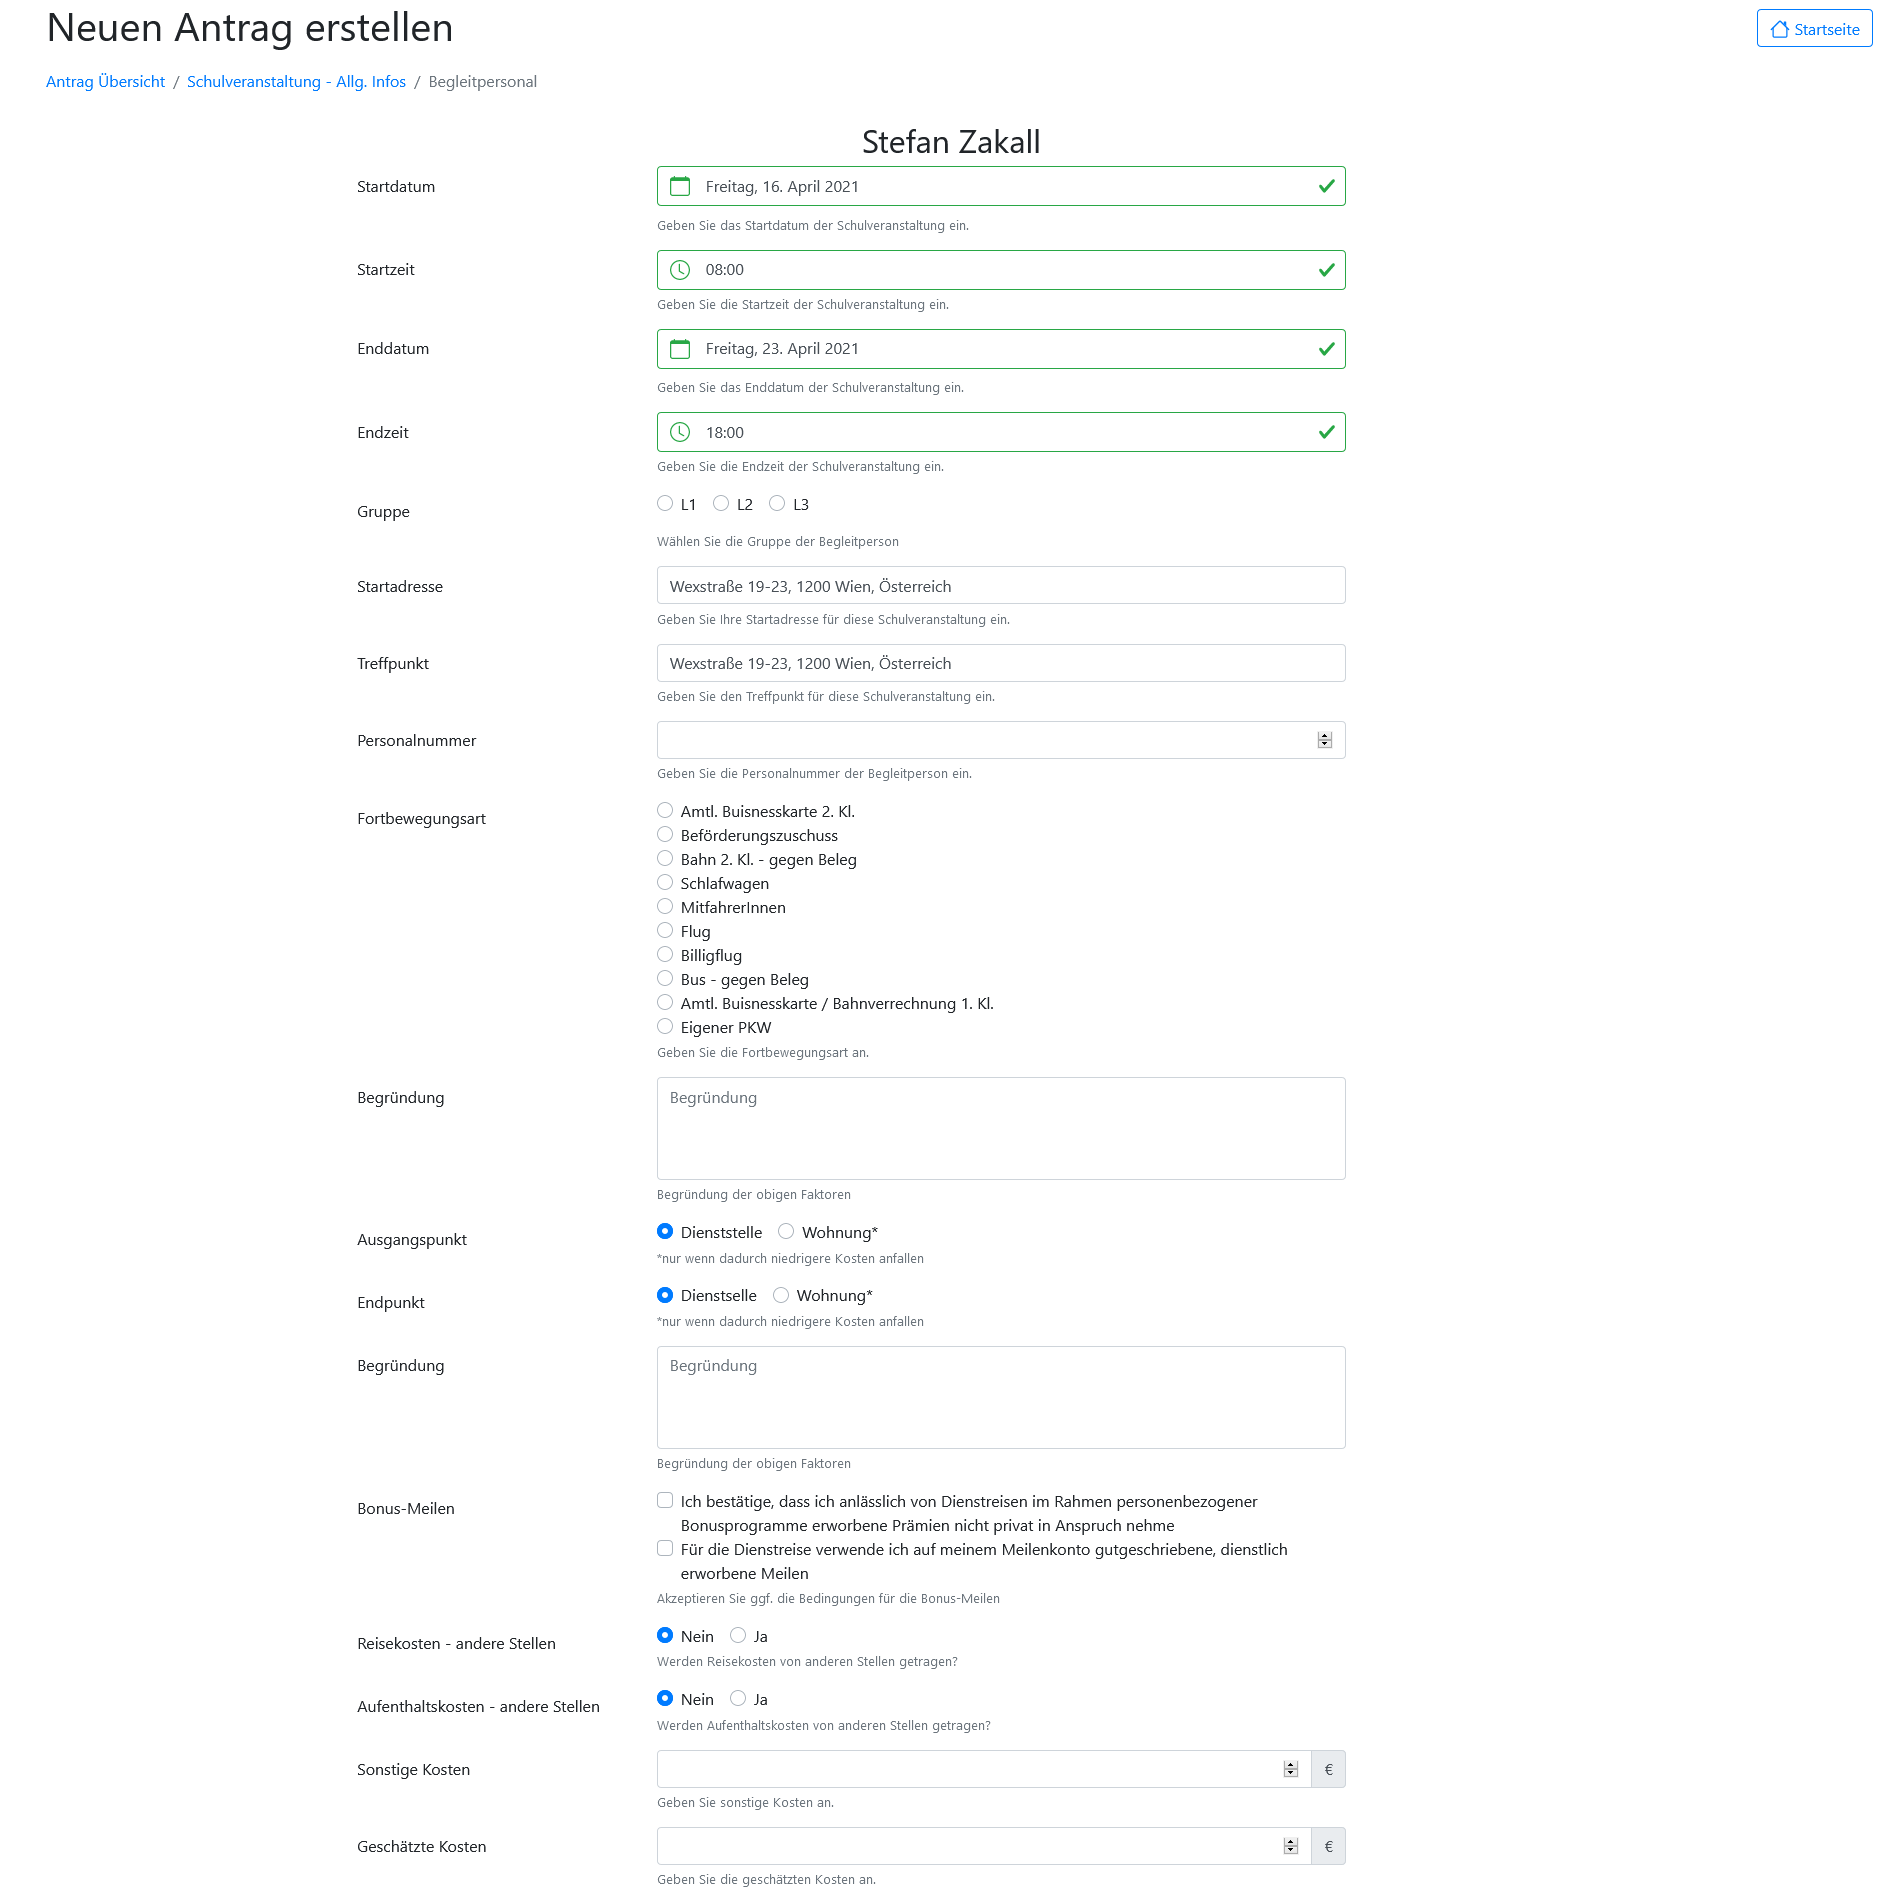 Neuen Antrag erstellen
Startseite
Antrag Übersicht / Schulveranstaltung - Allg. Infos / Begleitpersonal
Stefan Zakall
Startdatum
Freitag, 16. April 2021
Geben Sie das Startdatum der Schulveranstaltung ein.
Startzeit
08:00
Geben Sie die Startzeit der Schulveranstaltung ein.
Enddatum
Freitag, 23. April 2021
Geben Sie das Enddatum der Schulveranstaltung ein.
Endzeit
18:00
Geben Sie die Endzeit der Schulveranstaltung ein.
Gruppe
L1 L2 L3
Wählen Sie die Gruppe der Begleitperson
Startadresse
Wexstraße 19-23, 1200 Wien, Österreich
Geben Sie Ihre Startadresse für diese Schulveranstaltung ein.
Treffpunkt
Wexstraße 19-23, 1200 Wien, Österreich
Geben Sie den Treffpunkt für diese Schulveranstaltung ein.
Personalnummer
Geben Sie die Personalnummer der Begleitperson ein.
Fortbewegungsart
Amtl. Buisnesskarte 2. Kl.
Beförderungszuschuss
Bahn 2. Kl. - gegen Beleg
Schlafwagen
MitfahrerInnen
Flug
Billigflug
Bus - gegen Beleg
Amtl. Buisnesskarte / Bahnverrechnung 1. Kl.
Eigener PKW
Geben Sie die Fortbewegungsart an.
Begründung
Begründung
Begründung der obigen Faktoren
Ausgangspunkt
Dienststelle Wohnung*
*nur wenn dadurch niedrigere Kosten anfallen
Endpunkt
Dienstselle Wohnung*
*nur wenn dadurch niedrigere Kosten anfallen
Begründung
Begründung
Begründung der obigen Faktoren
Bonus-Meilen
Ich bestätige, dass ich anlässlich von Dienstreisen im Rahmen personenbezogener
Bonusprogramme erworbene Prämien nicht privat in Anspruch nehme
Für die Dienstreise verwende ich auf meinem Meilenkonto gutgeschriebene, dienstlich
erworbene Meilen
Akzeptieren Sie ggf. die Bedingungen für die Bonus-Meilen
Reisekosten - andere Stellen
Nein Ja
Werden Reisekosten von anderen Stellen getragen?
Aufenthaltskosten - andere Stellen
Nein Ja
Werden Aufenthaltskosten von anderen Stellen getragen?
Sonstige Kosten
€
Geben Sie sonstige Kosten an.
Geschätzte Kosten
€
Geben Sie die geschätzten Kosten an.